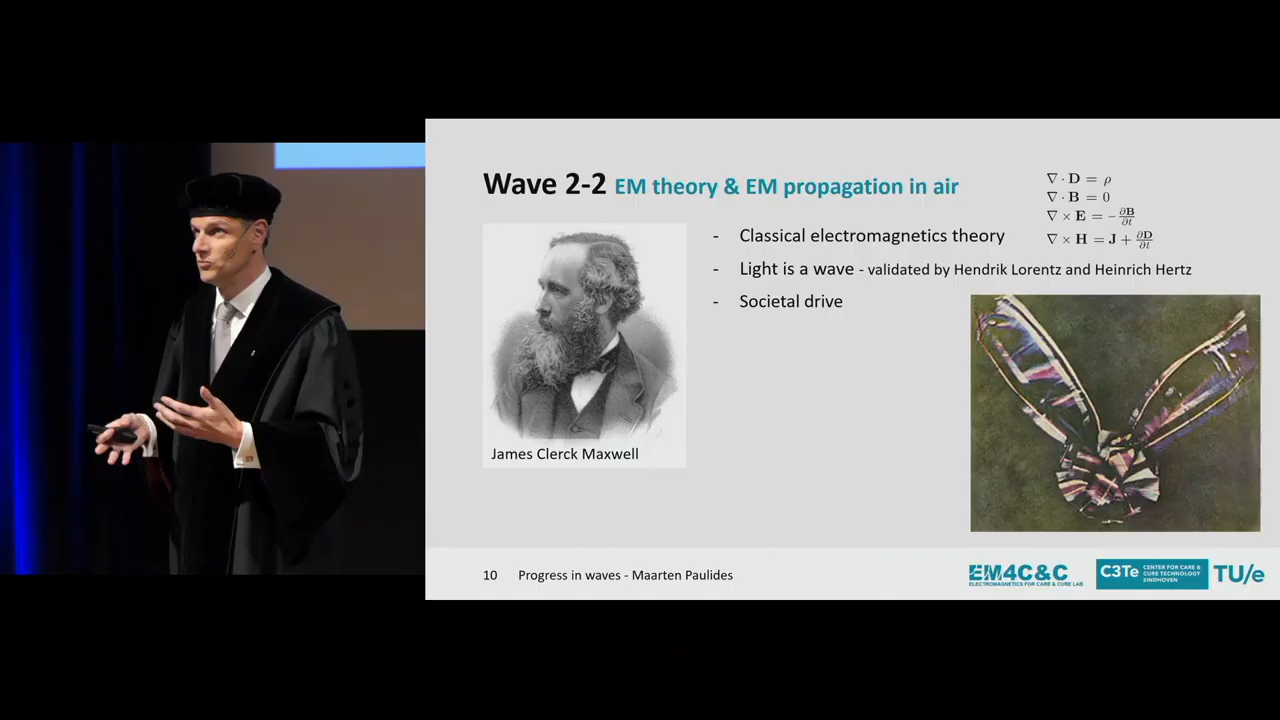 Wave 2-2 EM theory & EM propagation in air
∇ · D = ρ
∇ · B = 0
∇ × E = −∂B/∂t
∇ × H = J + ∂D/∂t
- Classical electromagnetics theory
- Light is a wave - validated by Hendrik Lorentz and Heinrich Hertz
- Societal drive
James Clerck Maxwell
10 Progress in waves - Maarten Paulides
EM4C&C
ELECTROMAGNETICS FOR CARE & CURE LAB
C3Te
CENTER FOR CARE &
CURE TECHNOLOGY
EINDHOVEN
TU/e